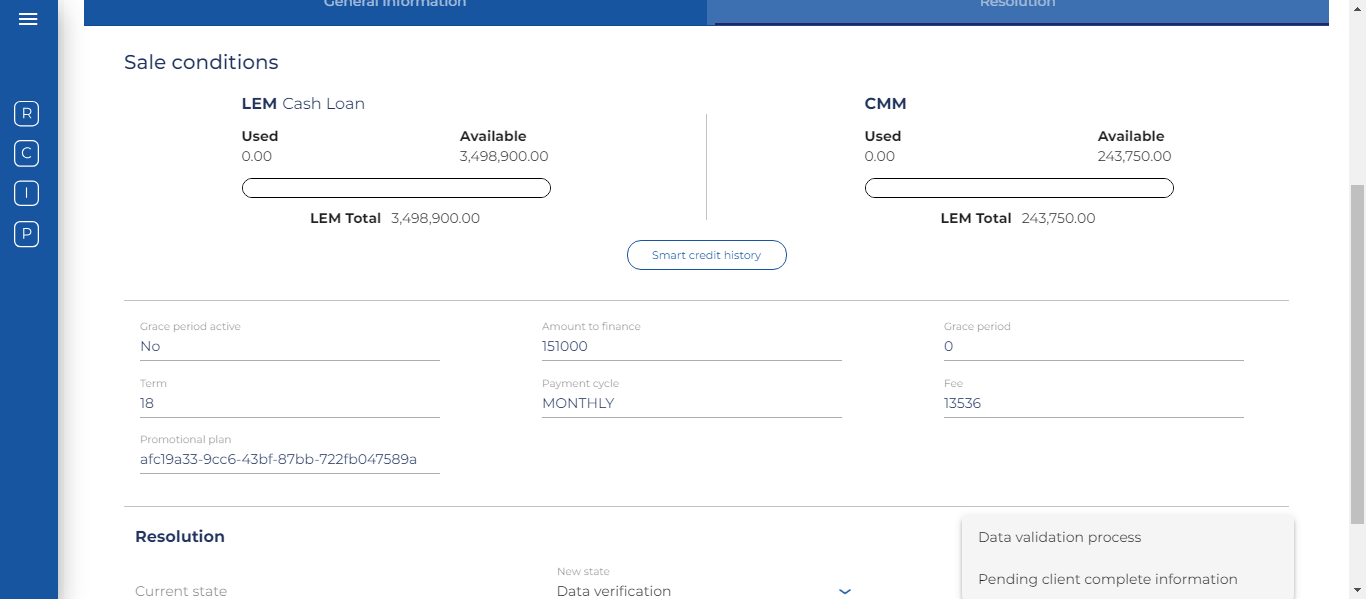 General Information
Resolution
R
C
I
P
Sale conditions
LEM Cash Loan
Used
Available
0.00
3,498,900.00
LEM Total 3,498,900.00
CMM
Used
Available
0.00
243,750.00
LEM Total 243,750.00
Smart credit history
Grace period active
No
Amount to finance
151000
Grace period
0
Term
18
Payment cycle
MONTHLY
Fee
13536
Promotional plan
afc19a33-9cc6-43bf-87bb-722fb047589a
Resolution
Current state
New state
Data verification
Data validation process
Pending client complete information